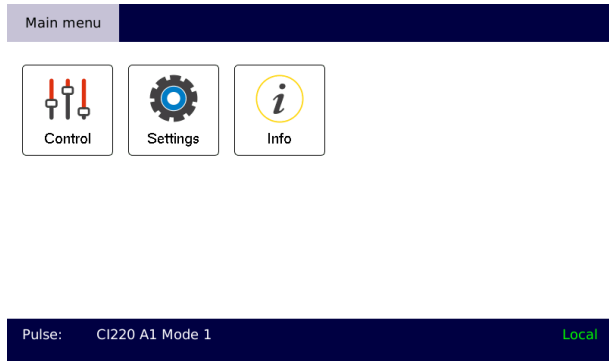 Main menu
Control
Settings
i
Info
Pulse: CI220 A1 Mode 1
Local